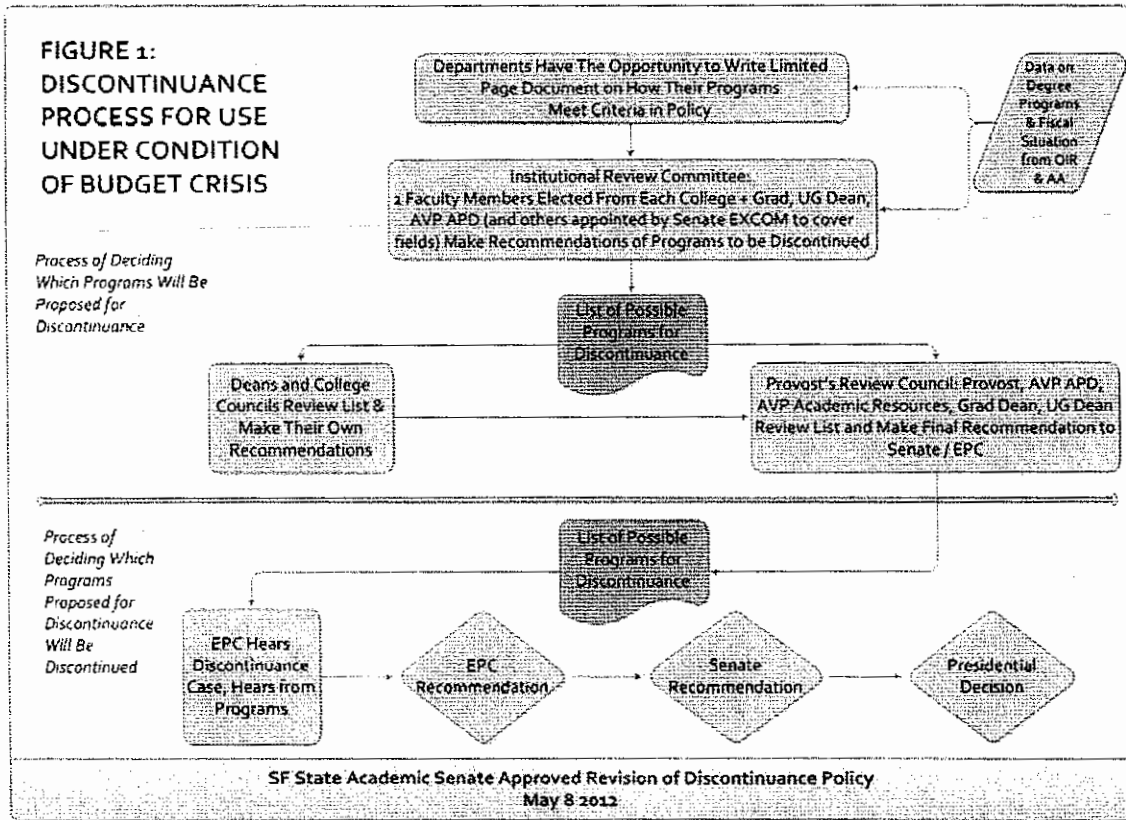 FIGURE 1:
DISCONTINUANCE
PROCESS FOR USE
UNDER CONDITION
OF BUDGET CRISIS
Departments Have The Opportunity to Write Limited
Page Document on How Their Programs
Meet Criteria in Policy
Data on
Degree
Programs
& Fiscal
Situation
from OIR
& AA
Institutional Review Committee:
2 Faculty Members Elected From Each College + Grad, UG Dean,
AVP APD (and others appointed by Senate EXCOM to cover
fields) Make Recommendations of Programs to be Discontinued
Process of Deciding
Which Programs Will Be
Proposed for
Discontinuance
List of Possible
Programs for
Discontinuance
Deans and College
Councils Review List &
Make Their Own
Recommendations
Provost's Review Council: Provost, AVP APD,
AVP Academic Resources, Grad Dean, UG Dean
Review List and Make Final Recommendation to
Senate / EPC
Process of
Deciding Which
Programs
Proposed for
Discontinuance
Will Be
Discontinued
List of Possible
Programs for
Discontinuance
EPC Hears
Discontinuance
Case, Hears from
Programs
EPC
Recommendation
Senate
Recommendation
Presidential
Decision
SF State Academic Senate Approved Revision of Discontinuance Policy
May 8 2012